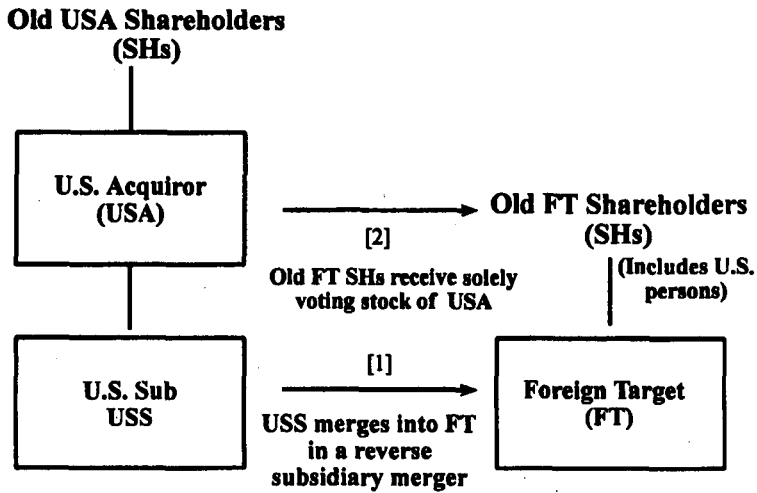 Old USA Shareholders
(SHs)
U.S. Acquiror
(USA)
[2]
Old FT SHs receive solely
voting stock of USA
Old FT Shareholders
(SHs)
(Includes U.S.
persons)
U.S. Sub
USS
[1]
USS merges into FT
in a reverse
subsidiary merger
Foreign Target
(FT)